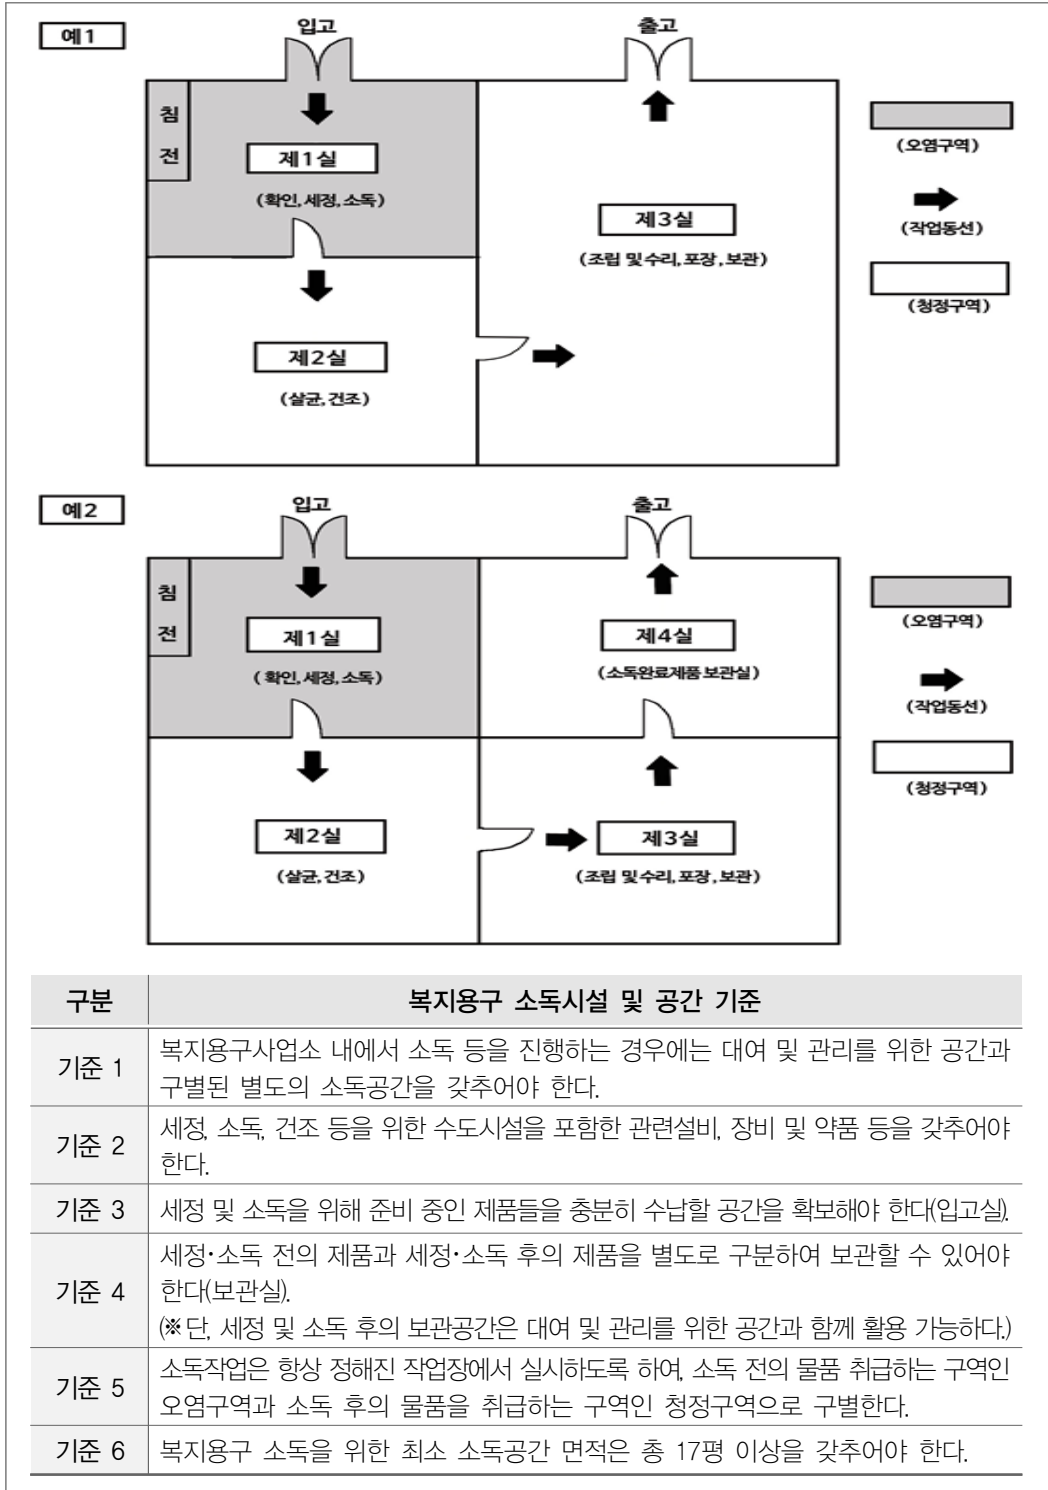 예1
입고
출고
침
전
제1실
(확인, 세정, 소독)
제3실
(조립 및 수리, 포장, 보관)
제2실
(살균, 건조)
(오염구역)
(작업동선)
(청정구역)
예2
입고
출고
침
전
제1실
(확인, 세정, 소독)
제4실
(소독완료제품 보관실)
제2실
(살균, 건조)
제3실
(조립 및 수리, 포장, 보관)
(오염구역)
(작업동선)
(청정구역)
구분 복지용구 소독시설 및 공간 기준
기준 1 복지용구사업소 내에서 소독 등을 진행하는 경우에는 대여 및 관리를 위한 공간과
구별된 별도의 소독공간을 갖추어야 한다.
기준 2 세정, 소독, 건조 등을 위한 수도시설을 포함한 관련설비, 장비 및 약품 등을 갖추어야
한다.
기준 3 세정 및 소독을 위해 준비 중인 제품들을 충분히 수납할 공간을 확보해야 한다(입고실).
기준 4 세정·소독 전의 제품과 세정·소독 후의 제품을 별도로 구분하여 보관할 수 있어야
한다(보관실).
(※ 단, 세정 및 소독 후의 보관공간은 대여 및 관리를 위한 공간과 함께 활용 가능하다.)
기준 5 소독작업은 항상 정해진 작업장에서 실시하도록 하여, 소독 전의 물품 취급하는 구역인
오염구역과 소독 후의 물품을 취급하는 구역인 청정구역으로 구별한다.
기준 6 복지용구 소독을 위한 최소 소독공간 면적은 총 17평 이상을 갖추어야 한다.